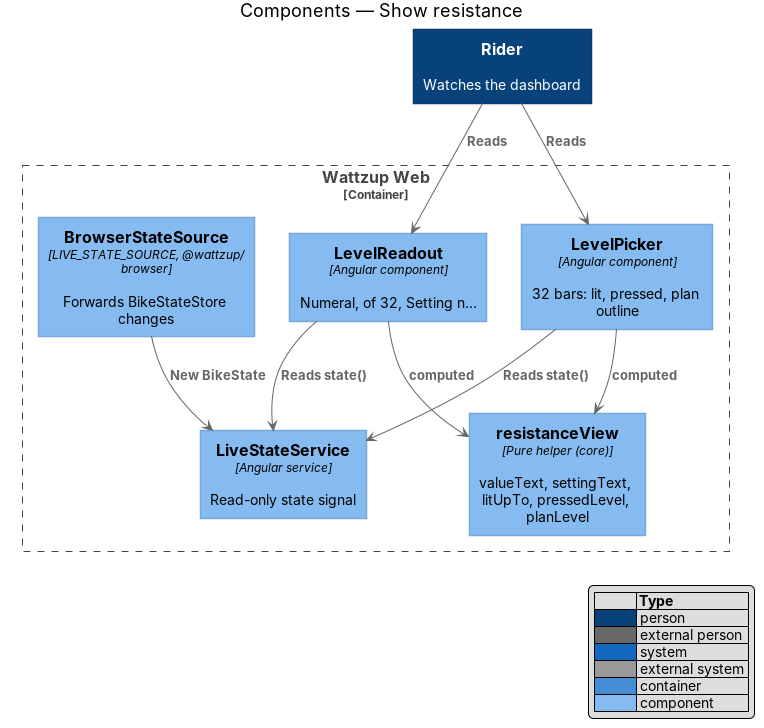 Components — Show resistance
Rider
Watches the dashboard
Reads
Reads
Wattzup Web
[Container]
BrowserStateSource
[LIVE_STATE_SOURCE, @wattzup/
browser]
Forwards BikeStateStore
changes
LevelReadout
[Angular component]
Numeral, of 32, Setting n...
LevelPicker
[Angular component]
32 bars: lit, pressed, plan
outline
New BikeState
Reads state()
computed
Reads state()
computed
LiveStateService
[Angular service]
Read-only state signal
resistanceView
[Pure helper (core)]
valueText, settingText,
litUpTo, pressedLevel,
planLevel
Type
person
external person
system
external system
container
component